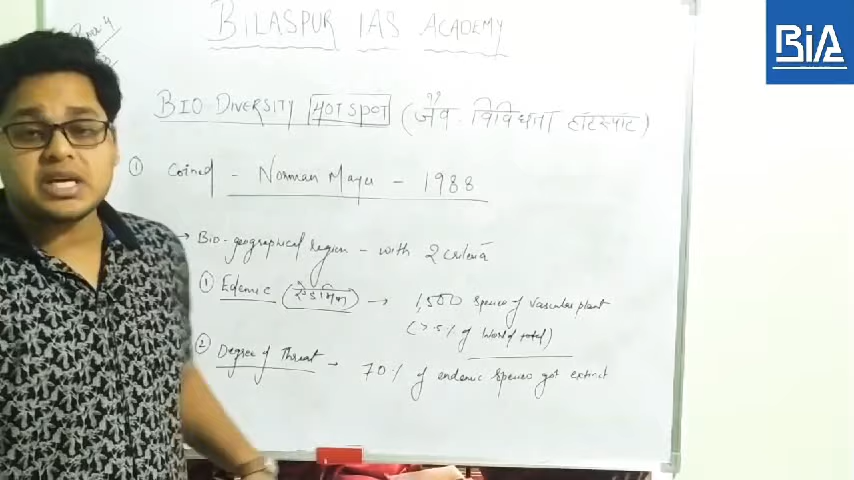 BILASPUR IAS ACADEMY
BiA
BIO DIVERSITY HOT SPOT (जैव - विविधता हाटस्पाट)
① Coined - Norman Mayer - 1988
→ Bio-geographical region - with 2 criteria
① Edemic → 1,500 species of vascular plant
(> 5% of World total)
② Degree of Threat - 70% of endemic species got extinct